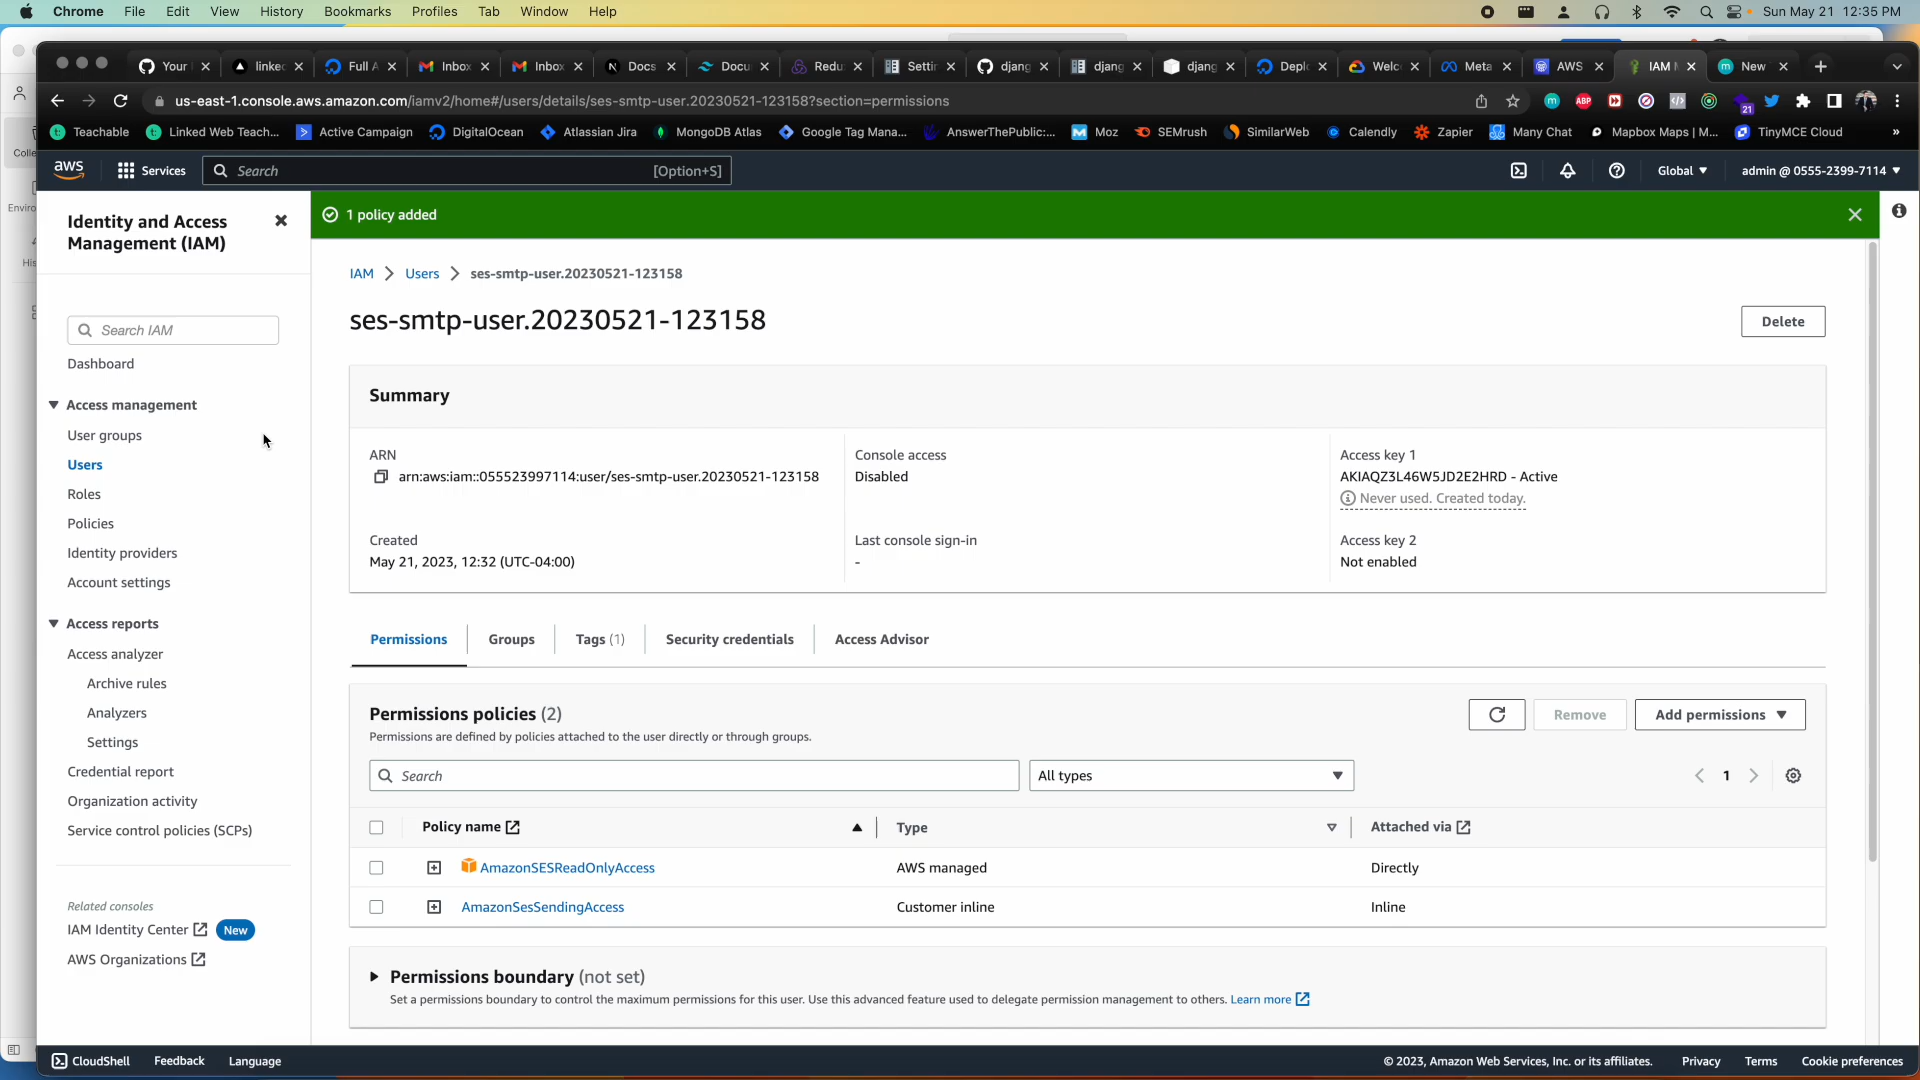 Chrome File Edit View History Bookmarks Profiles Tab Window Help Sun May 21 12:35 PM
Your linke Full A Inbo Inbo Docs Docu Redu Setti djang djang djang Depl Welc Meta AWS IAM New
us-east-1.console.aws.amazon.com/iamv2/home#/users/details/ses-smtp-user.20230521-123158?section=permissions
ABP 21
Teachable Linked Web Teach... Active Campaign DigitalOcean Atlassian Jira MongoDB Atlas Google Tag Mana... AnswerThePublic:... Moz SEMrush SimilarWeb Calendly Zapier Many Chat Mapbox Maps | M... TinyMCE Cloud »
Colle
Enviro
His
aws Services Search [Option+S] Global admin @ 0555-2399-7114
Identity and Access
Management (IAM)
Search IAM
Dashboard
Access management
User groups
Users
Roles
Policies
Identity providers
Account settings
Access reports
Access analyzer
Archive rules
Analyzers
Settings
Credential report
Organization activity
Service control policies (SCPs)
Related consoles
IAM Identity Center New
AWS Organizations
1 policy added
IAM > Users > ses-smtp-user.20230521-123158
ses-smtp-user.20230521-123158
Delete
Summary
ARN
arn:aws:iam::055523997114:user/ses-smtp-user.20230521-123158
Console access
Disabled
Access key 1
AKIAQZ3L46W5JD2E2HRD - Active
Never used. Created today.
Created
May 21, 2023, 12:32 (UTC-04:00)
Last console sign-in
-
Access key 2
Not enabled
Permissions Groups Tags (1) Security credentials Access Advisor
Permissions policies (2)
Permissions are defined by policies attached to the user directly or through groups.
Remove Add permissions
Search All types 1
Policy name Type Attached via
AmazonSESReadOnlyAccess AWS managed Directly
AmazonSesSendingAccess Customer inline Inline
Permissions boundary (not set)
Set a permissions boundary to control the maximum permissions for this user. Use this advanced feature used to delegate permission management to others. Learn more
CloudShell Feedback Language © 2023, Amazon Web Services, Inc. or its affiliates. Privacy Terms Cookie preferences